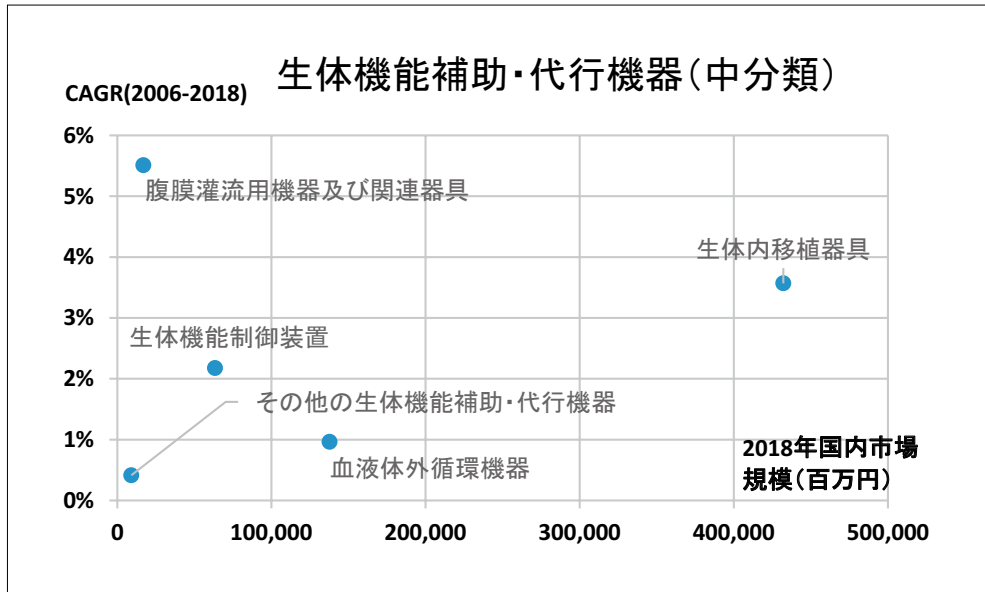 生体機能補助・代行機器（中分類）
CAGR(2006-2018)
6%
5%
4%
3%
2%
1%
0%
腹膜灌流用機器及び関連器具
生体内移植器具
生体機能制御装置
その他の生体機能補助・代行機器
血液体外循環機器
2018年国内市場
規模（百万円）
0
100,000
200,000
300,000
400,000
500,000